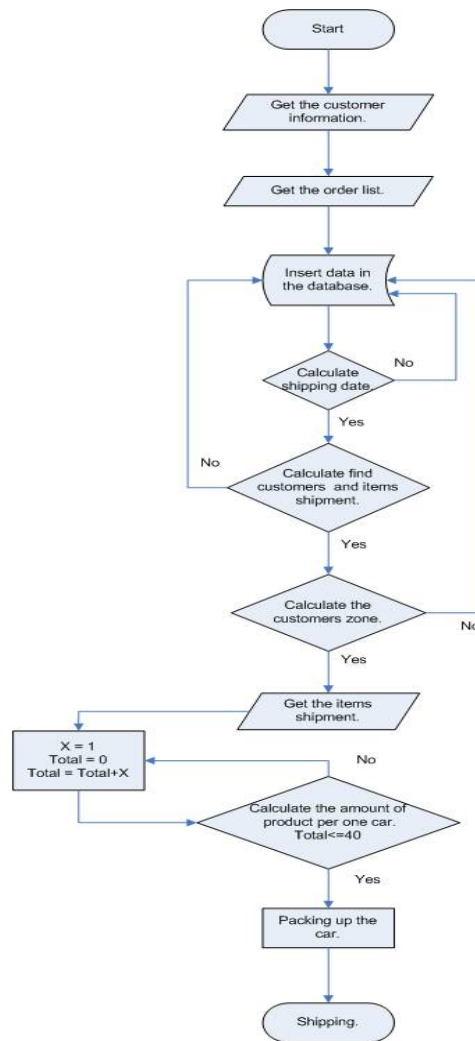 Start
Get the customer
information.
Get the order list.
Insert data in
the database.
Calculate
shipping date.
No
Yes
No
Calculate find
customers and items
shipment.
Yes
Calculate the
customers zone.
No
Yes
Get the items
shipment.
X = 1
Total = 0
Total = Total+X
No
Calculate the amount of
product per one car.
Total<=40
Yes
Packing up the
car.
Shipping.